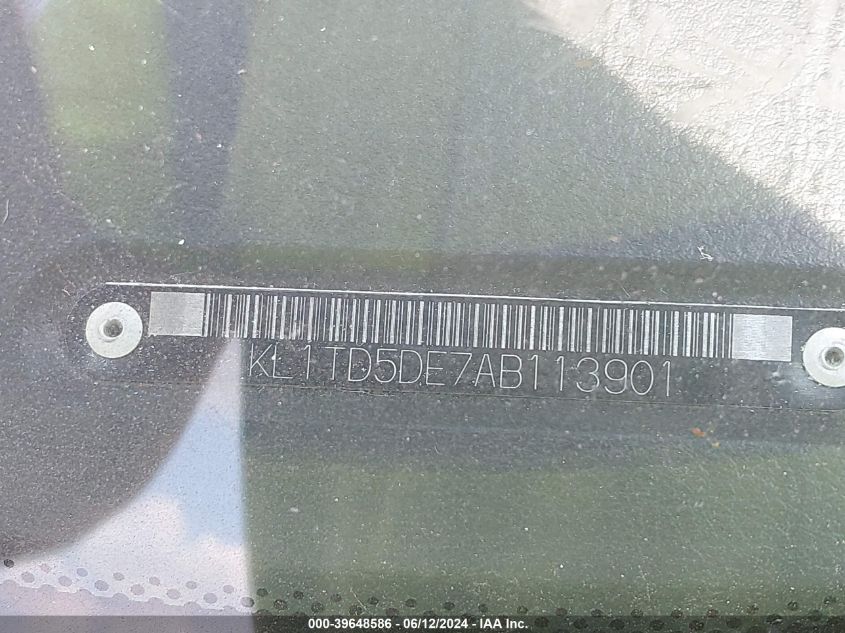 KL1TD5DE7AB113901
000-39648586 - 06/12/2024 - IAA Inc.